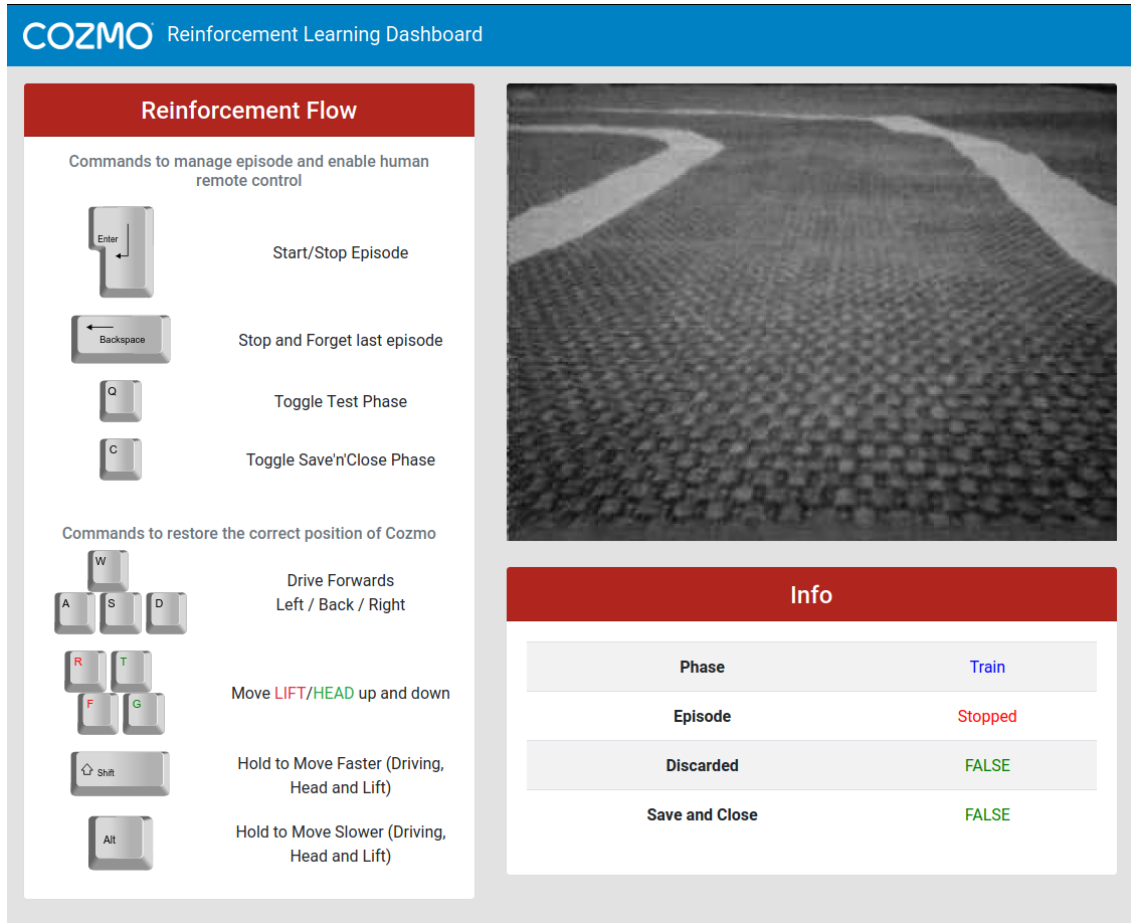 COZMO Reinforcement Learning Dashboard
Reinforcement Flow
Commands to manage episode and enable human
remote control
Enter
Start/Stop Episode
Backspace
Stop and Forget last episode
Q
Toggle Test Phase
C
Toggle Save'n'Close Phase
Commands to restore the correct position of Cozmo
W
A S D
Drive Forwards
Left / Back / Right
R T
F G
Move LIFT/HEAD up and down
Shift
Hold to Move Faster (Driving,
Head and Lift)
Alt
Hold to Move Slower (Driving,
Head and Lift)
Info
Phase Train
Episode Stopped
Discarded FALSE
Save and Close FALSE